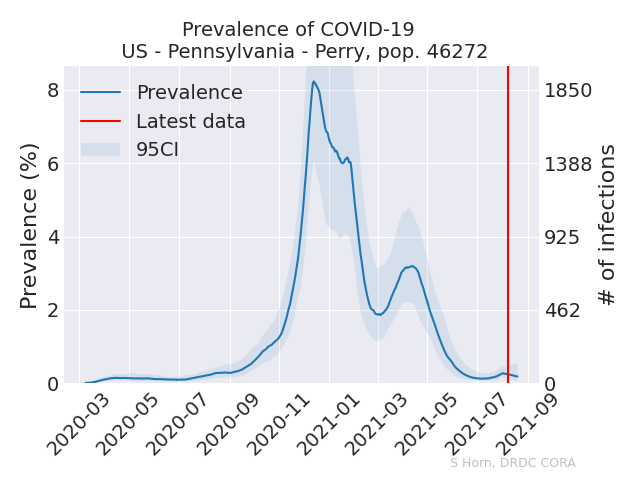 Prevalence of COVID-19
US - Pennsylvania - Perry, pop. 46272
Prevalence
Latest data
95CI
Prevalence (%)
8
6
4
2
0
1850
1388
925
462
0
# of infections
2020-03
2020-05
2020-07
2020-09
2020-11
2021-01
2021-03
2021-05
2021-07
2021-09
S Horn, DRDC CORA